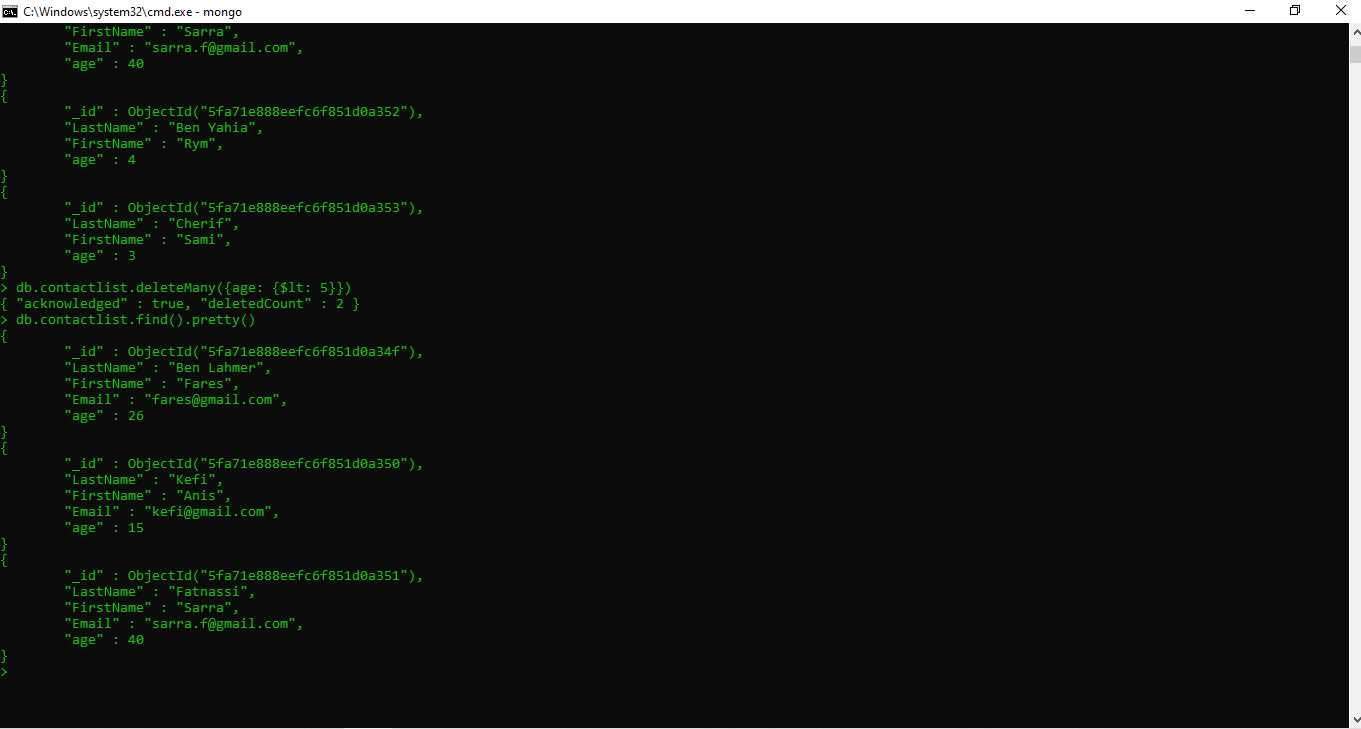 C:\Windows\system32\cmd.exe - mongo
"FirstName" : "Sarra",
"Email" : "sarra.f@gmail.com",
"age" : 40
}
{
"_id" : ObjectId("5fa71e888eefc6f851d0a352"),
"LastName" : "Ben Yahia",
"FirstName" : "Rym",
"age" : 4
}
{
"_id" : ObjectId("5fa71e888eefc6f851d0a353"),
"LastName" : "Cherif",
"FirstName" : "Sami",
"age" : 3
}
> db.contactlist.deleteMany({age: {$lt: 5}})
{ "acknowledged" : true, "deletedCount" : 2 }
> db.contactlist.find().pretty()
{
"_id" : ObjectId("5fa71e888eefc6f851d0a34f"),
"LastName" : "Ben Lahmer",
"FirstName" : "Fares",
"Email" : "fares@gmail.com",
"age" : 26
}
{
"_id" : ObjectId("5fa71e888eefc6f851d0a350"),
"LastName" : "Kefi",
"FirstName" : "Anis",
"Email" : "kefi@gmail.com",
"age" : 15
}
{
"_id" : ObjectId("5fa71e888eefc6f851d0a351"),
"LastName" : "Fatnassi",
"FirstName" : "Sarra",
"Email" : "sarra.f@gmail.com",
"age" : 40
}
>